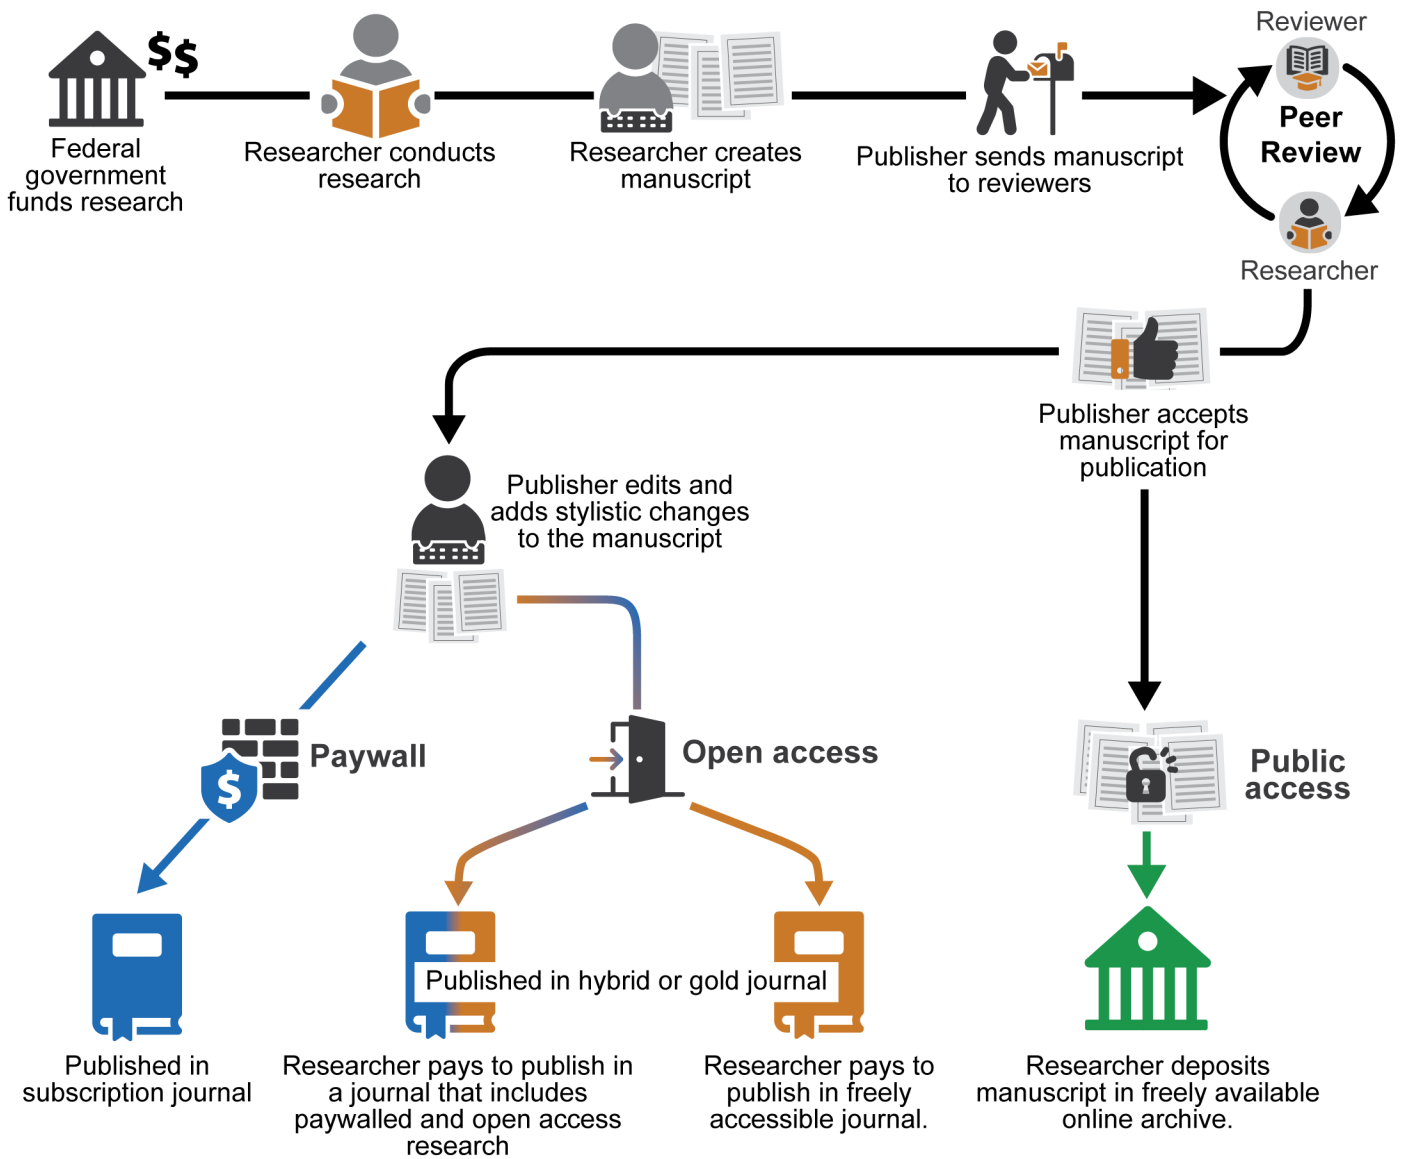 $$
Federal
government
funds research
Researcher conducts
research
Researcher creates
manuscript
Publisher sends manuscript
to reviewers
Reviewer
Peer
Review
Researcher
Publisher accepts
manuscript for
publication
Publisher edits and
adds stylistic changes
to the manuscript
$
Paywall
Open access
Public
access
Published in hybrid or gold journal
Published in
subscription journal
Researcher pays to publish in
a journal that includes
paywalled and open access
research
Researcher pays to
publish in freely
accessible journal.
Researcher deposits
manuscript in freely available
online archive.